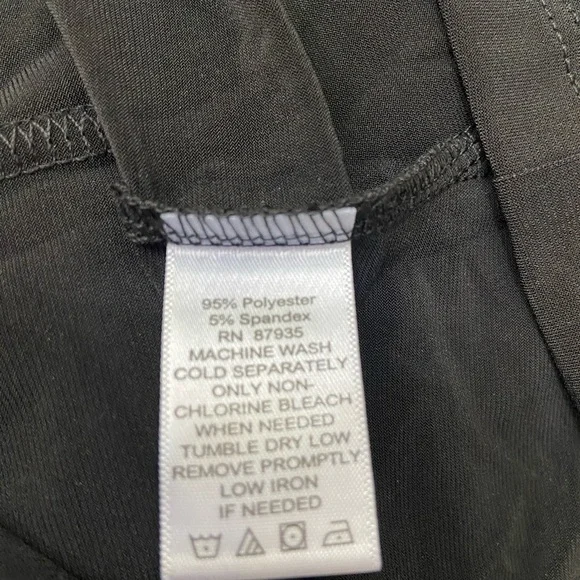 95% Polyester
5% Spandex
RN 87935
MACHINE WASH
COLD SEPARATELY
ONLY NON-
CHLORINE BLEACH
WHEN NEEDED
TUMBLE DRY LOW
REMOVE PROMPTLY
LOW IRON
IF NEEDED